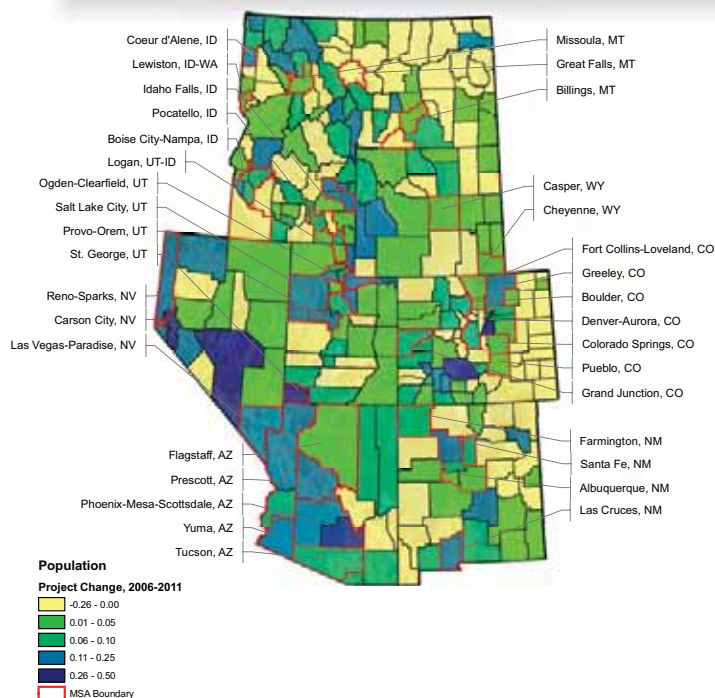 Coeur d'Alene, ID
Lewiston, ID-WA
Idaho Falls, ID
Pocatello, ID
Boise City-Nampa, ID
Logan, UT-ID
Ogden-Clearfield, UT
Salt Lake City, UT
Provo-Orem, UT
St. George, UT
Reno-Sparks, NV
Carson City, NV
Las Vegas-Paradise, NV
Flagstaff, AZ
Prescott, AZ
Phoenix-Mesa-Scottsdale, AZ
Yuma, AZ
Tucson, AZ
Missoula, MT
Great Falls, MT
Billings, MT
Casper, WY
Cheyenne, WY
Fort Collins-Loveland, CO
Greeley, CO
Boulder, CO
Denver-Aurora, CO
Colorado Springs, CO
Pueblo, CO
Grand Junction, CO
Farmington, NM
Santa Fe, NM
Albuquerque, NM
Las Cruces, NM
Population
Project Change, 2006-2011
-0.26 - 0.00
0.01 - 0.05
0.06 - 0.10
0.11 - 0.25
0.26 - 0.50
MSA Boundary